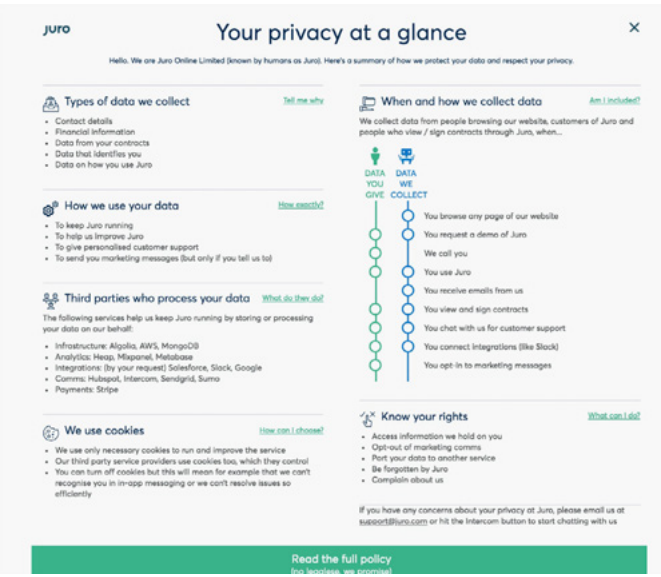 juro
Your privacy at a glance
Hello. We are Juro Online Limited (known by humans as Juro). Here's a summary of how we protect your data and respect your privacy.
Types of data we collect
Tell me why
• Contact details
• Financial information
• Data from your contracts
• Data that identifies you
• Data on how you use Juro
How we use your data
How exactly?
• To keep Juro running
• To help us improve Juro
• To give personalised customer support
• To send you marketing messages (but only if you tell us to)
Third parties who process your data
What do they do?
The following services help us keep Juro running by storing or processing
your data on our behalf:
• Infrastructure: Algolia, AWS, MongoDB
• Analytics: Heap, Mixpanel, Metabase
• Integrations: (by your request) Salesforce, Slack, Google
• Comms: Hubspot, Intercom, Sendgrid, Sumo
• Payments: Stripe
We use cookies
How can I choose?
• We use only necessary cookies to run and improve the service
• Our third party service providers use cookies too, which they control
• You can turn off cookies but this will mean for example that we can't
recognise you in in-app messaging or we can't resolve issues so
efficiently
When and how we collect data
Am I included?
We collect data from people browsing our website, customers of Juro and
people who view / sign contracts through Juro, when...
DATA
YOU
GIVE
DATA
WE
COLLECT
You browse any page of our website
You request a demo of Juro
We call you
You use Juro
You receive emails from us
You view and sign contracts
You chat with us for customer support
You connect integrations (like Slack)
You opt-in to marketing messages
Know your rights
What can I do?
• Access information we hold on you
• Opt-out of marketing comms
• Port your data to another service
• Be forgotten by Juro
• Complain about us
If you have any concerns about your privacy at Juro, please email us at
support@juro.com or hit the Intercom button to start chatting with us
Read the full policy
(no legalese, we promise)